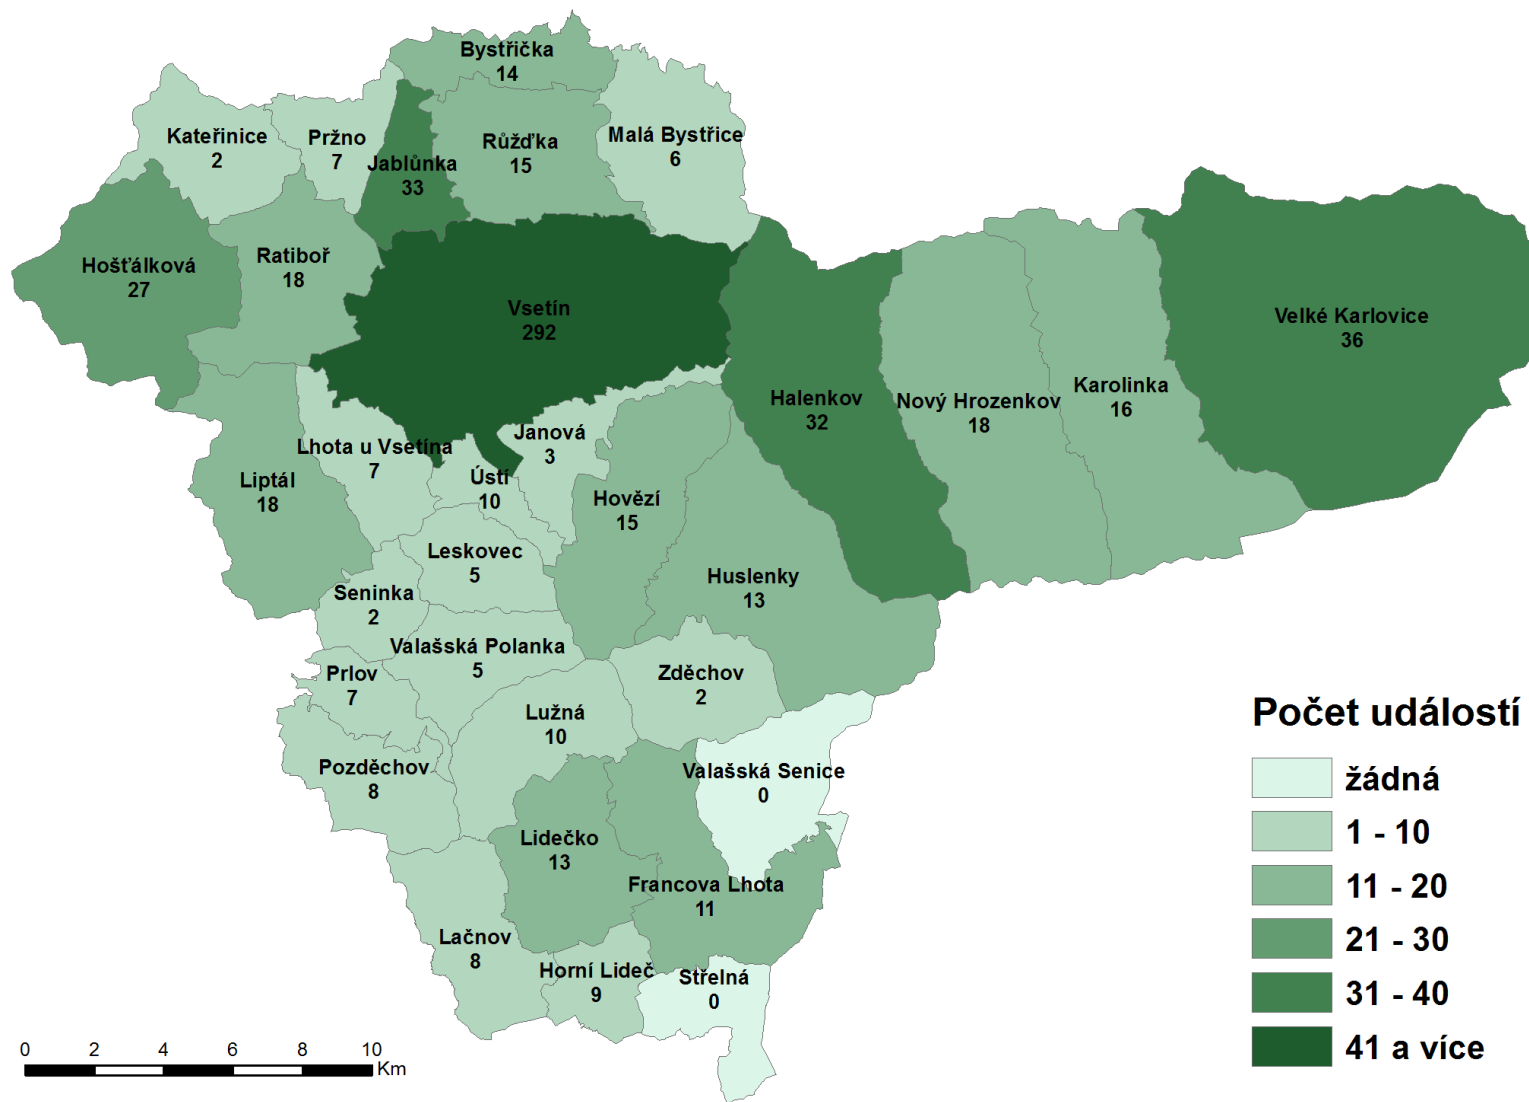 Bystřička
14
Kateřinice
2
Pržno
7
Jablůnka
33
Růžďka
15
Malá Bystřice
6
Hošťálková
27
Ratiboř
18
Vsetín
292
Velké Karlovice
36
Halenkov
32
Nový Hrozenkov
18
Karolinka
16
Lhota u Vsetína
7
Janová
3
Liptál
18
Ústí
10
Hovězí
15
Leskovec
5
Huslenky
13
Seninka
2
Valašská Polanka
5
Prlov
7
Zděchov
2
Lužná
10
Pozděchov
8
Valašská Senice
0
Lidečko
13
Francova Lhota
11
Lačnov
8
Horní Lideč
9
Střelná
0
Počet událostí
žádná
1 - 10
11 - 20
21 - 30
31 - 40
41 a více
0 2 4 6 8 10
Km